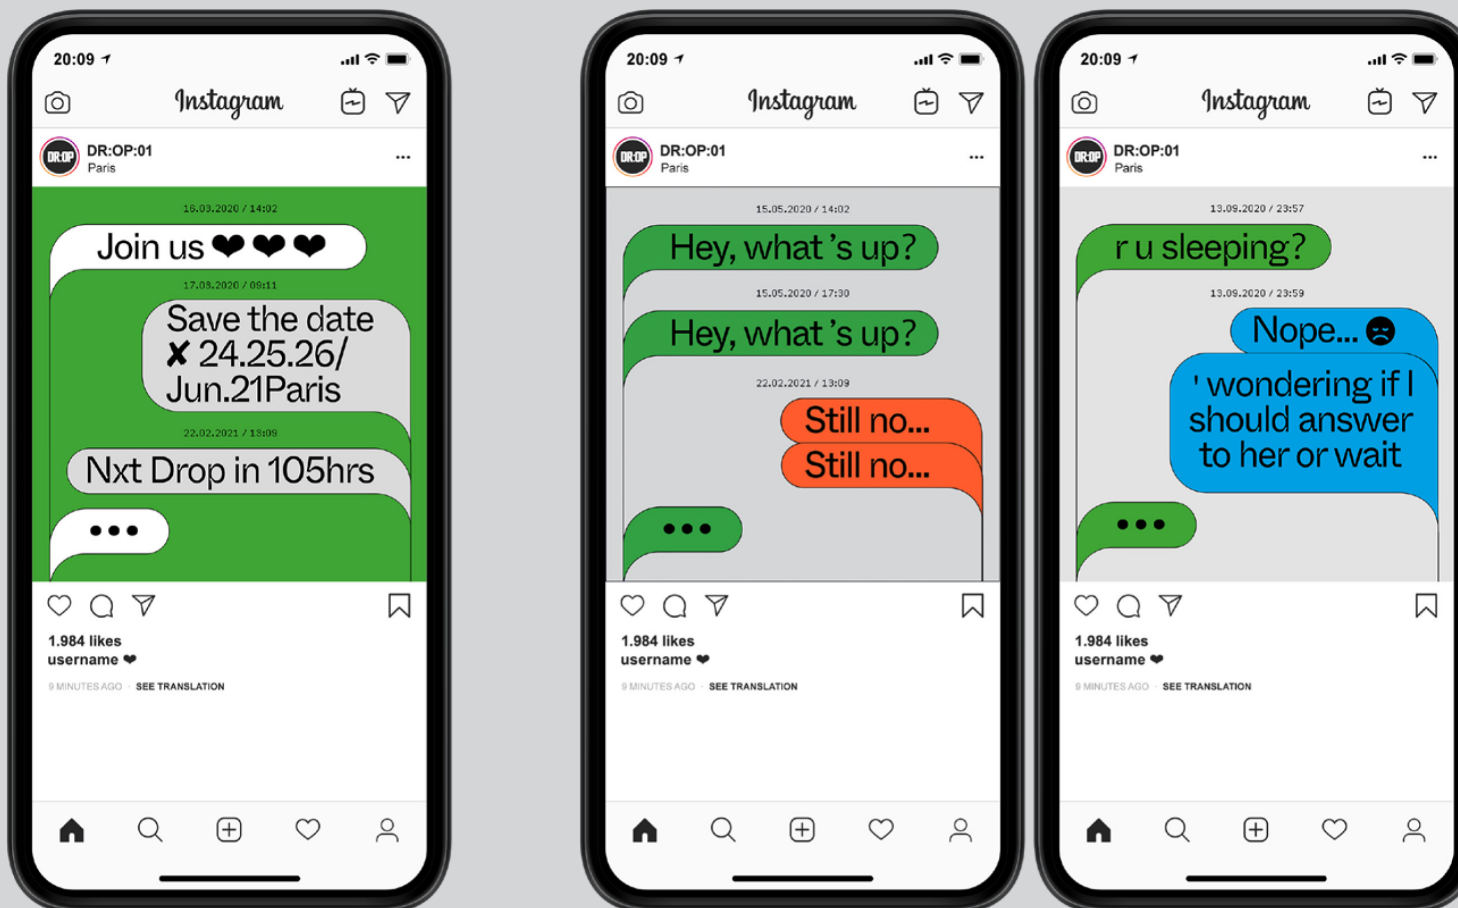 20:09
Instagram
DR:OP
DR:OP:01
Paris
16.03.2020 / 14:02
Join us ❤ ❤ ❤
17.03.2020 / 09:11
Save the date
✘ 24.25.26/
Jun.21Paris
22.02.2021 / 13:09
Nxt Drop in 105hrs
●●●
1.984 likes
username ❤
9 MINUTES AGO · SEE TRANSLATION
20:09
Instagram
DR:OP
DR:OP:01
Paris
15.05.2020 / 14:02
Hey, what ’s up?
15.05.2020 / 17:30
Hey, what ’s up?
22.02.2021 / 13:09
Still no...
Still no...
●●●
1.984 likes
username ❤
9 MINUTES AGO · SEE TRANSLATION
20:09
Instagram
DR:OP
DR:OP:01
Paris
13.09.2020 / 23:57
r u sleeping?
13.09.2020 / 23:59
Nope... ☹
' wondering if I
should answer
to her or wait
●●●
1.984 likes
username ❤
9 MINUTES AGO · SEE TRANSLATION